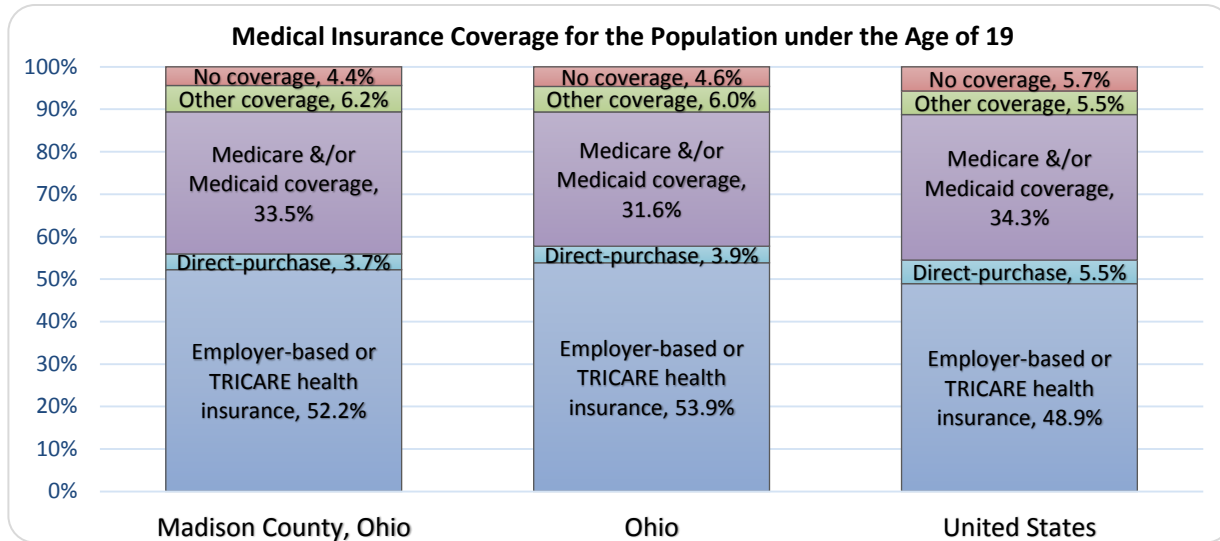 Medical Insurance Coverage for the Population under the Age of 19
100%
90%
80%
70%
60%
50%
40%
30%
20%
10%
0%
No coverage, 4.4%
Other coverage, 6.2%
Medicare &/or
Medicaid coverage,
33.5%
Direct-purchase, 3.7%
Employer-based or
TRICARE health
insurance, 52.2%
Madison County, Ohio
No coverage, 4.6%
Other coverage, 6.0%
Medicare &/or
Medicaid coverage,
31.6%
Direct-purchase, 3.9%
Employer-based or
TRICARE health
insurance, 53.9%
Ohio
No coverage, 5.7%
Other coverage, 5.5%
Medicare &/or
Medicaid coverage,
34.3%
Direct-purchase, 5.5%
Employer-based or
TRICARE health
insurance, 48.9%
United States